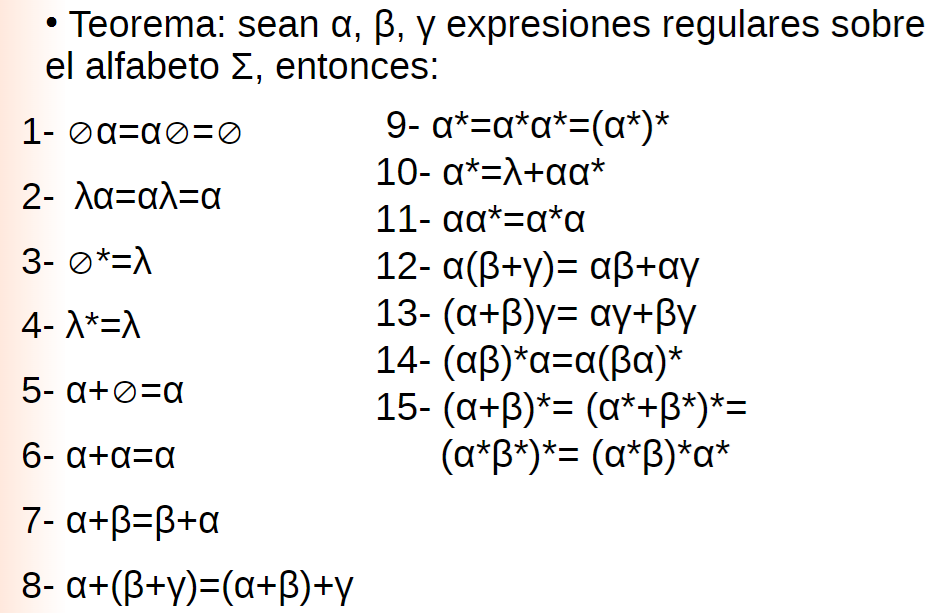 • Teorema: sean α, β, γ expresiones regulares sobre
el alfabeto Σ, entonces:
1- ∅α=α∅=∅
2- λα=αλ=α
3- ∅*=λ
4- λ*=λ
5- α+∅=α
6- α+α=α
7- α+β=β+α
8- α+(β+γ)=(α+β)+γ
9- α*=α*α*=(α*)*
10- α*=λ+αα*
11- αα*=α*α
12- α(β+γ)= αβ+αγ
13- (α+β)γ= αγ+βγ
14- (αβ)*α=α(βα)*
15- (α+β)*= (α*+β*)*=
(α*β*)*= (α*β)*α*